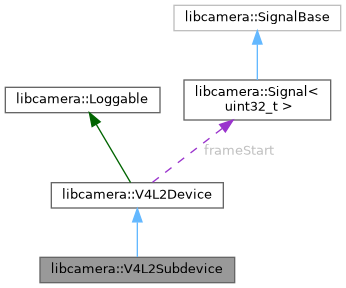 libcamera::SignalBase
libcamera::Loggable
libcamera::Signal<
uint32_t >
frameStart
libcamera::V4L2Device
libcamera::V4L2Subdevice